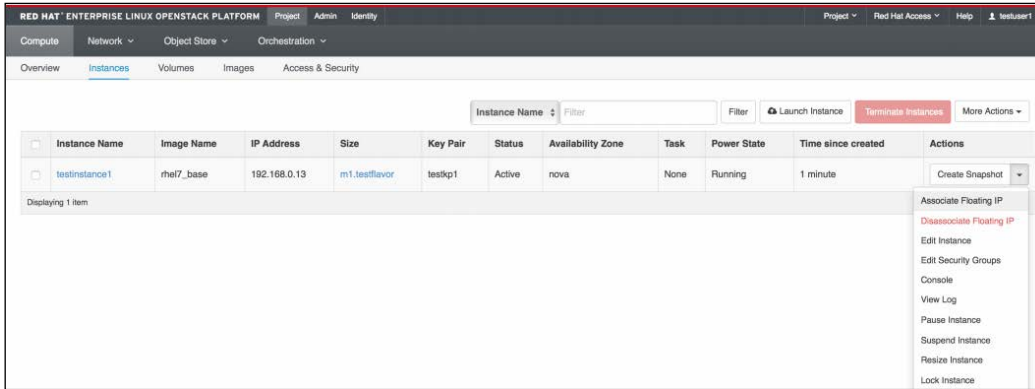 RED HAT® ENTERPRISE LINUX OPENSTACK PLATFORM Project Admin Identity Project Red Hat Access Help testuser1
Compute Network Object Store Orchestration
Overview Instances Volumes Images Access & Security
Instance Name Filter Filter Launch Instance Terminate Instances More Actions
Instance Name Image Name IP Address Size Key Pair Status Availability Zone Task Power State Time since created Actions
testinstance1 rhel7_base 192.168.0.13 m1.testflavor testkp1 Active nova None Running 1 minute Create Snapshot
Displaying 1 item
Associate Floating IP
Disassociate Floating IP
Edit Instance
Edit Security Groups
Console
View Log
Pause Instance
Suspend Instance
Resize Instance
Lock Instance